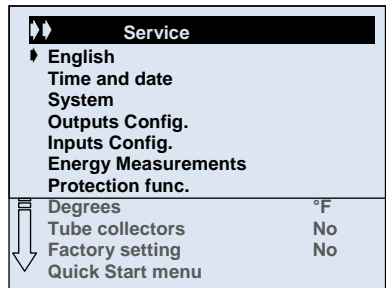 Service
English
Time and date
System
Outputs Config.
Inputs Config.
Energy Measurements
Protection func.
Degrees °F
Tube collectors No
Factory setting No
Quick Start menu